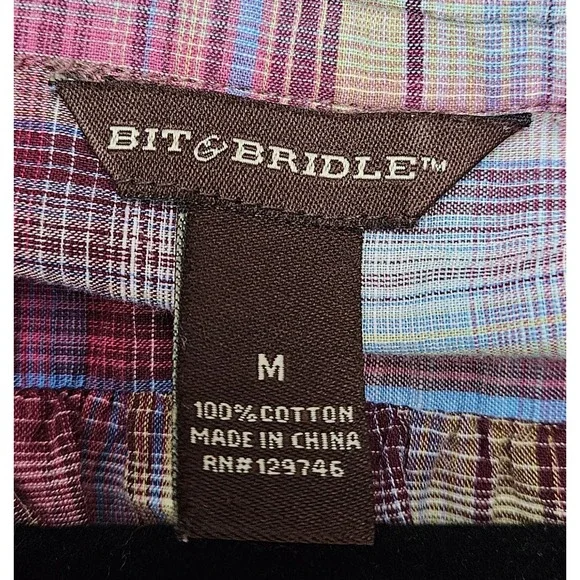 BIT & BRIDLE™
M
100% COTTON
MADE IN CHINA
RN#129746